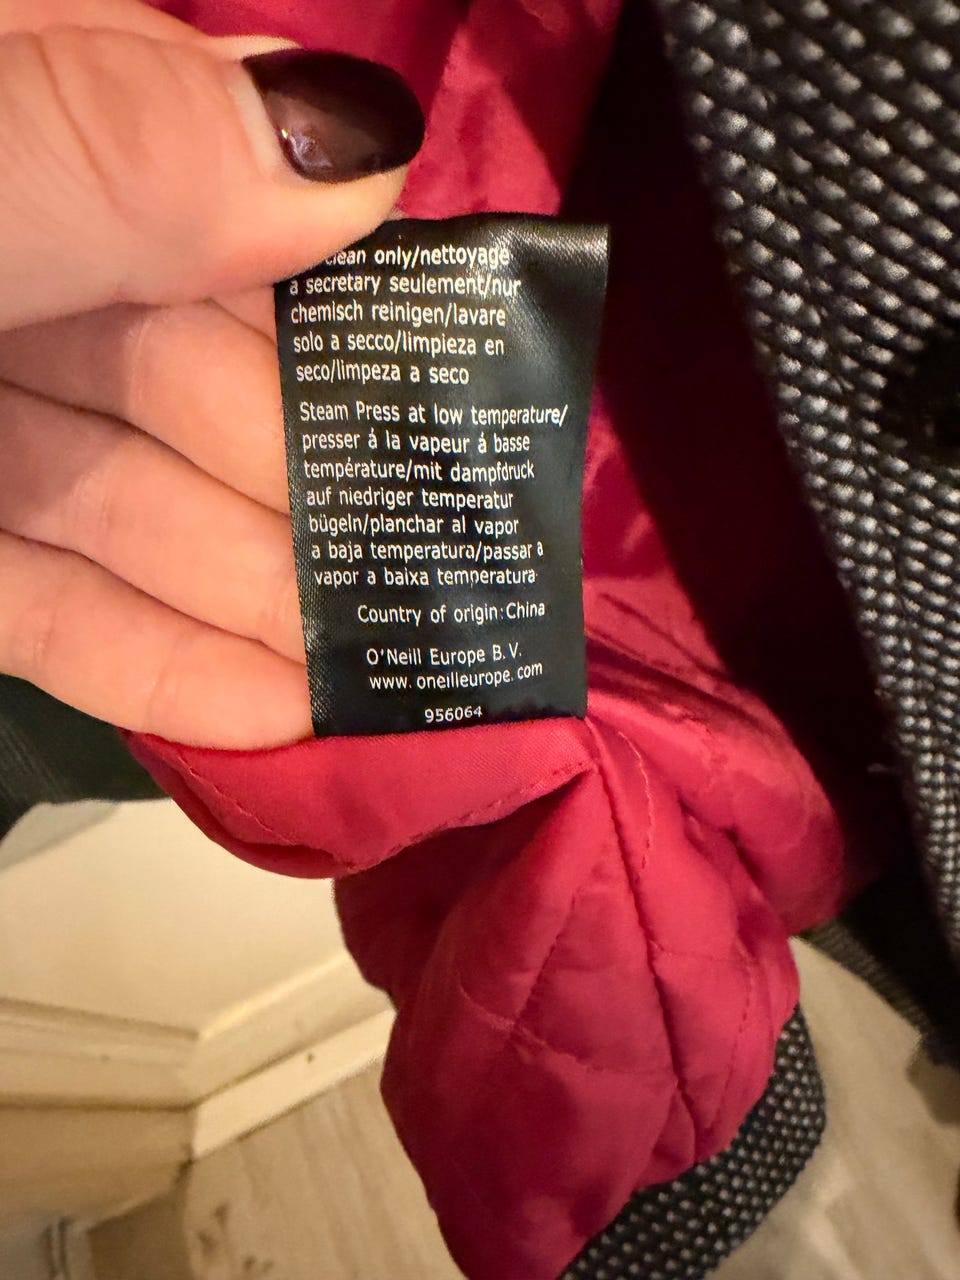 clean only/nettoyage
a secretary seulement/nur
chemisch reinigen/lavare
solo a secco/limpieza en
seco/limpeza a seco
Steam Press at low temperature/
presser á la vapeur á basse
température/mit dampfdruck
auf niedriger temperatur
bügeln/planchar al vapor
a baja temperatura/passar a
vapor a baixa temperatura
Country of origin:China
O'Neill Europe B.V.
www.oneilleurope.com
956064